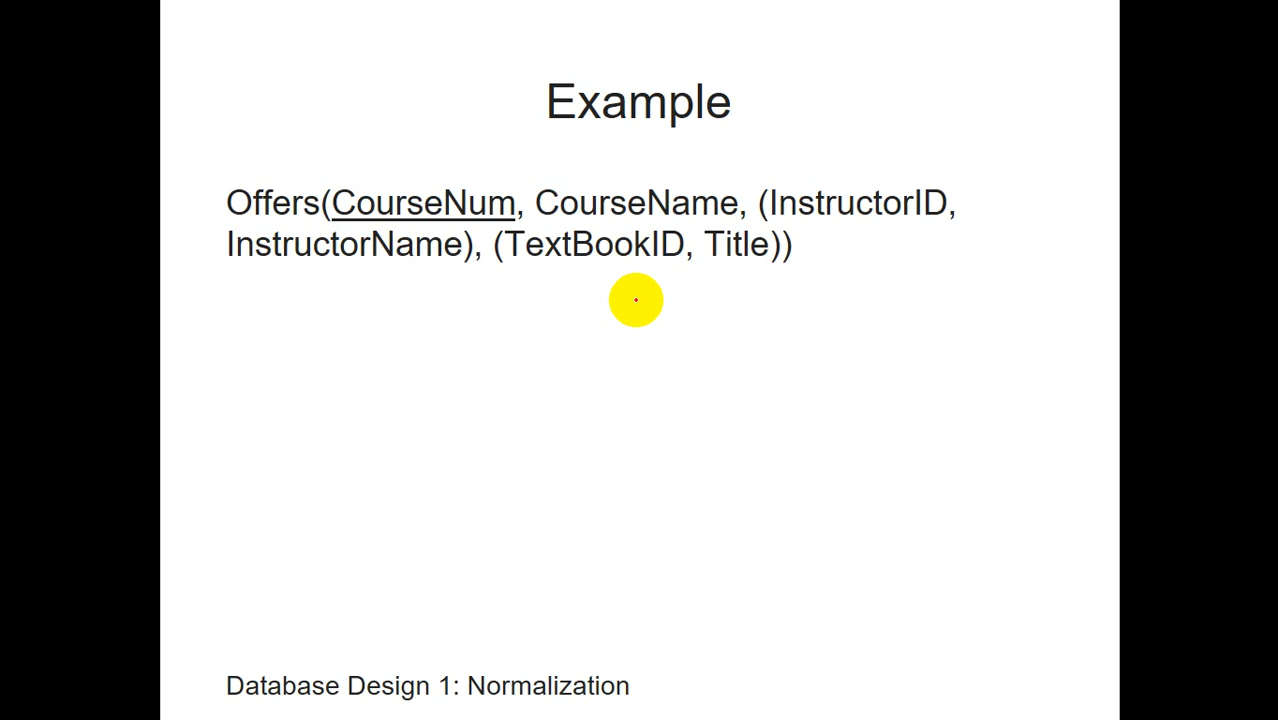 Example
Offers(CourseNum, CourseName, (InstructorID,
InstructorName), (TextBookID, Title))
Database Design 1: Normalization